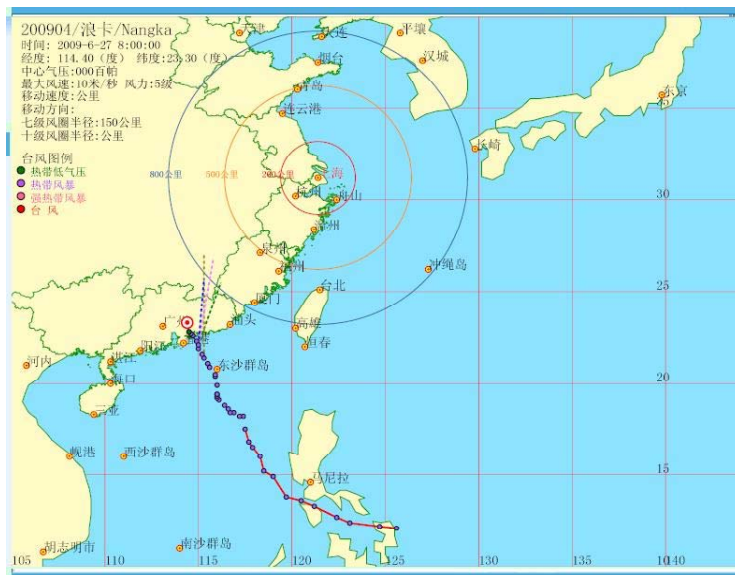 200904/浪卡/Nangka
时间: 2009-6-27 8:00:00
经度: 114.40（度） 纬度:23.30（度）
中心气压:000百帕
最大风速:10米/秒 风力:5级
移动速度:公里
移动方向:
七级风圈半径:150公里
十级风圈半径:公里
台风图例
热带低气压
热带风暴
强热带风暴
台 风
800公里
500公里
200公里
天津
大连
平壤
烟台
汉城
青岛
东京
连云港
长崎
上海
杭州
舟山
30
泉州
福州
冲绳岛
台北
25
厦门
广州
汕头
高雄
香港
恒春
阳江
河内
湛江
东沙群岛
20
海口
三亚
岘港
西沙群岛
15
马尼拉
胡志明市
南沙群岛
105
110
115
120
125
130
135
10
140